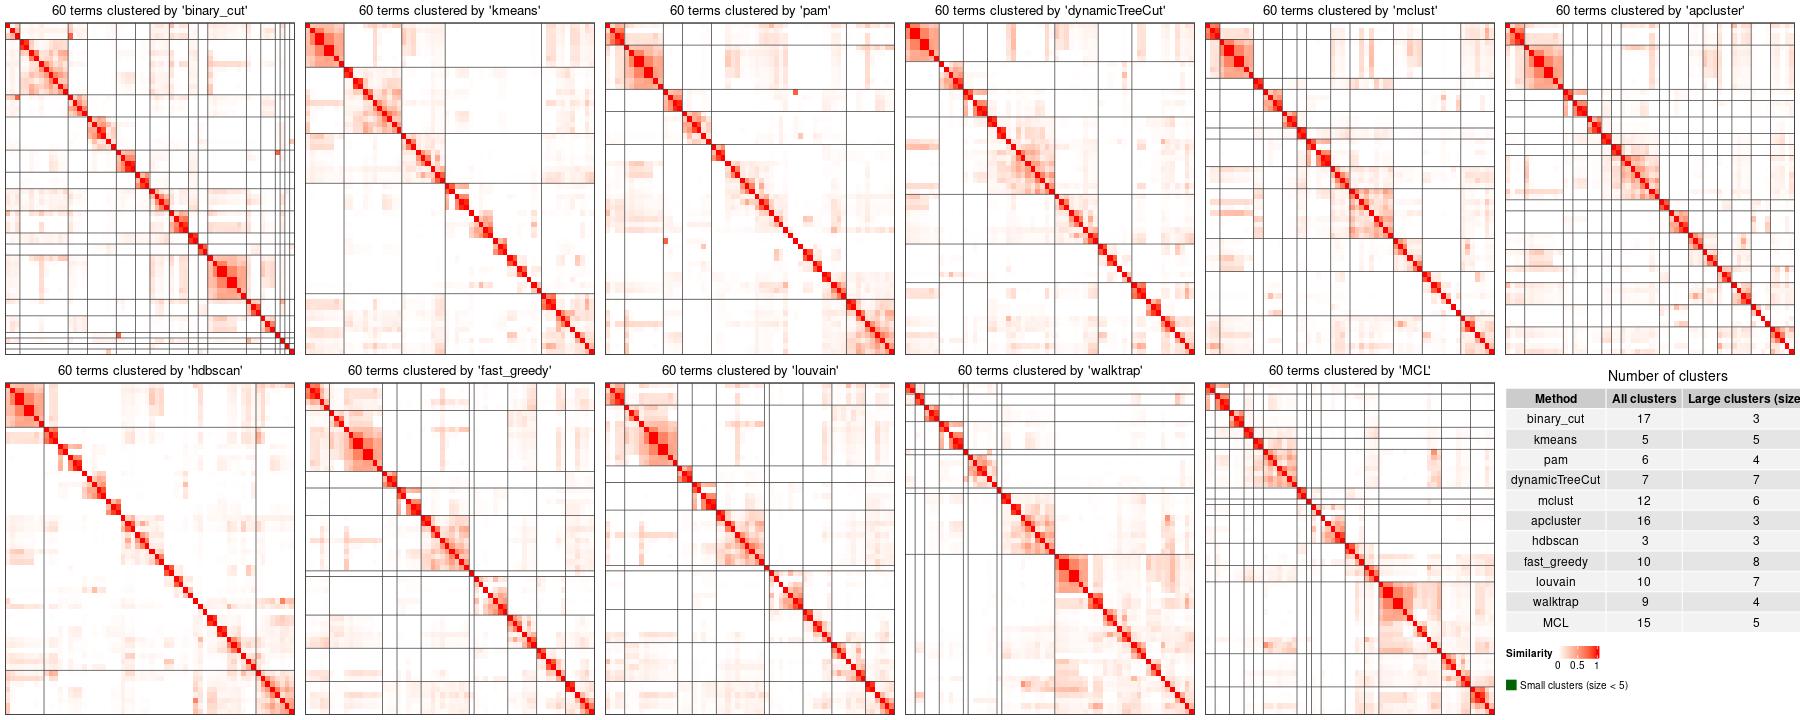 60 terms clustered by 'binary_cut'
60 terms clustered by 'kmeans'
60 terms clustered by 'pam'
60 terms clustered by 'dynamicTreeCut'
60 terms clustered by 'mclust'
60 terms clustered by 'apcluster'
60 terms clustered by 'hdbscan'
60 terms clustered by 'fast_greedy'
60 terms clustered by 'louvain'
60 terms clustered by 'walktrap'
60 terms clustered by 'MCL'
Number of clusters
Method All clusters Large clusters (size
binary_cut 17 3
kmeans 5 5
pam 6 4
dynamicTreeCut 7 7
mclust 12 6
apcluster 16 3
hdbscan 3 3
fast_greedy 10 8
louvain 10 7
walktrap 9 4
MCL 15 5
Similarity
0 0.5 1
Small clusters (size < 5)